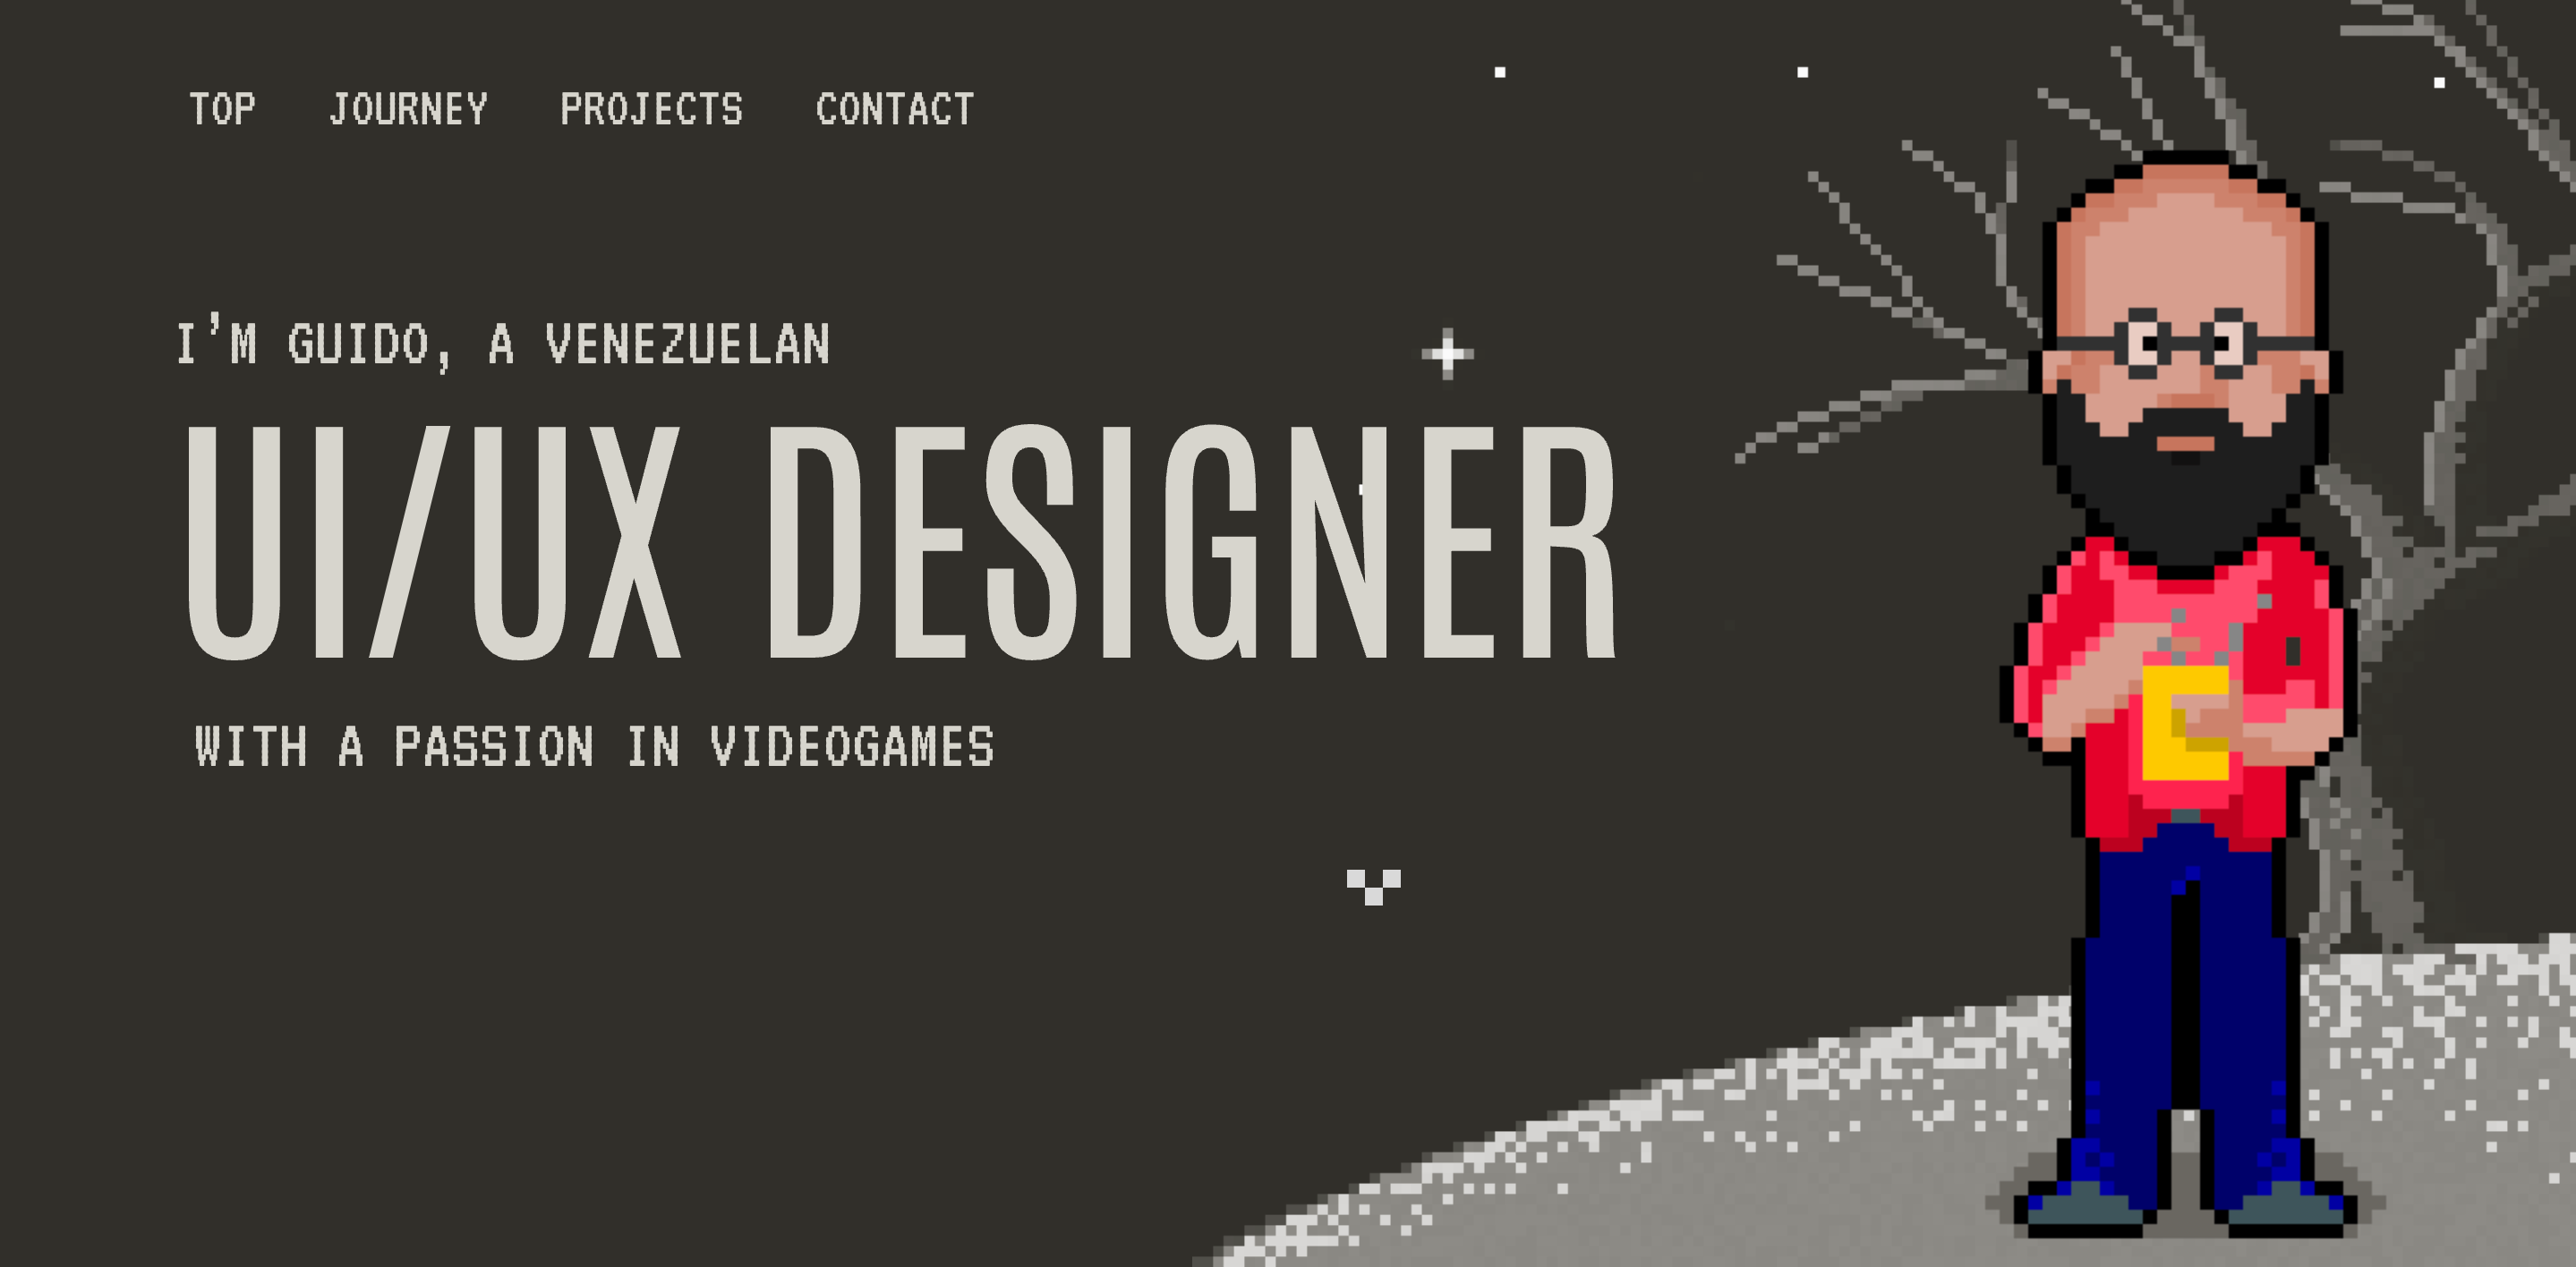 TOP JOURNEY PROJECTS CONTACT
I'M GUIDO, A VENEZUELAN
UI/UX DESIGNER
WITH A PASSION IN VIDEOGAMES